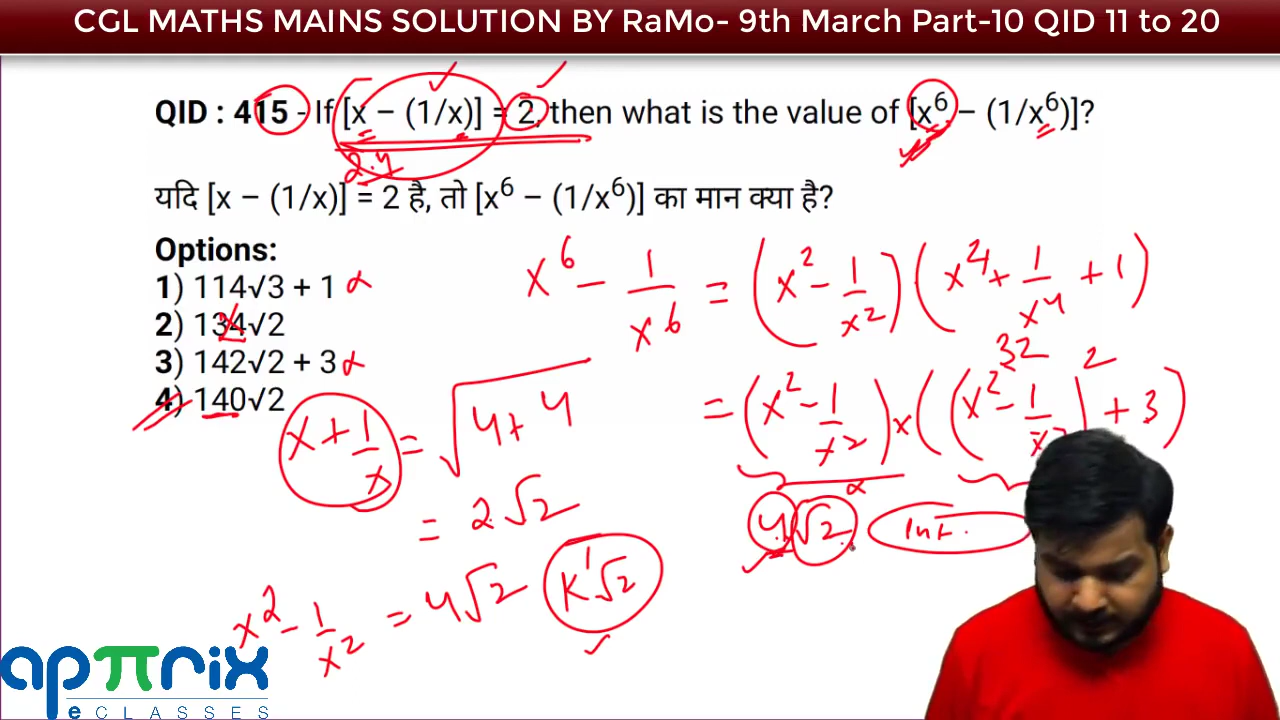 CGL MATHS MAINS SOLUTION BY RaMo- 9th March Part-10 QID 11 to 20
QID : 415 - If [x − (1/x)] = 2, then what is the value of [x⁶ − (1/x⁶)]?
2.4
यदि [x − (1/x)] = 2 है, तो [x⁶ − (1/x⁶)] का मान क्या है?
Options:
1) 114√3 + 1
2) 134√2
3) 142√2 + 3
4) 140√2
x⁶ − 1/x⁶ = (x² − 1/x²) (x⁴ + 1/x⁴ + 1)
32
= (x² − 1/x²) x ((x² − 1/x²)² + 3)
4√2 Int.
x + 1/x = √4+4
= 2√2
x² − 1/x² = 4√2 K'√2
apπrix
eCLASSES